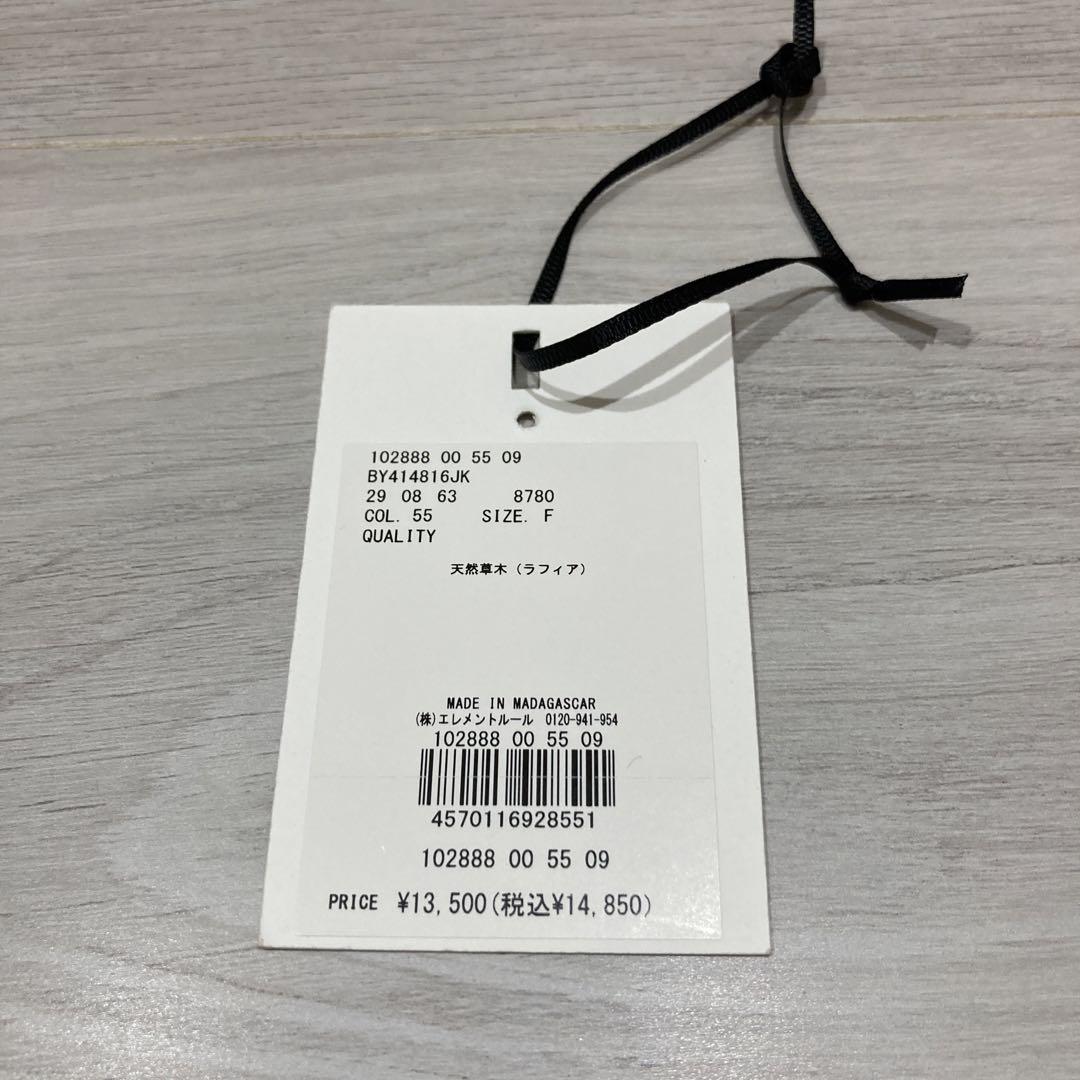 102888 00 55 09
BY414816JK
29 08 63 8780
COL. 55 SIZE. F
QUALITY
天然草木(ラフィア)
MADE IN MADAGASCAR
(株)エレメントルール 0120-941-954
102888 00 55 09
4570116928551
102888 00 55 09
PRICE ¥13,500(税込¥14,850)